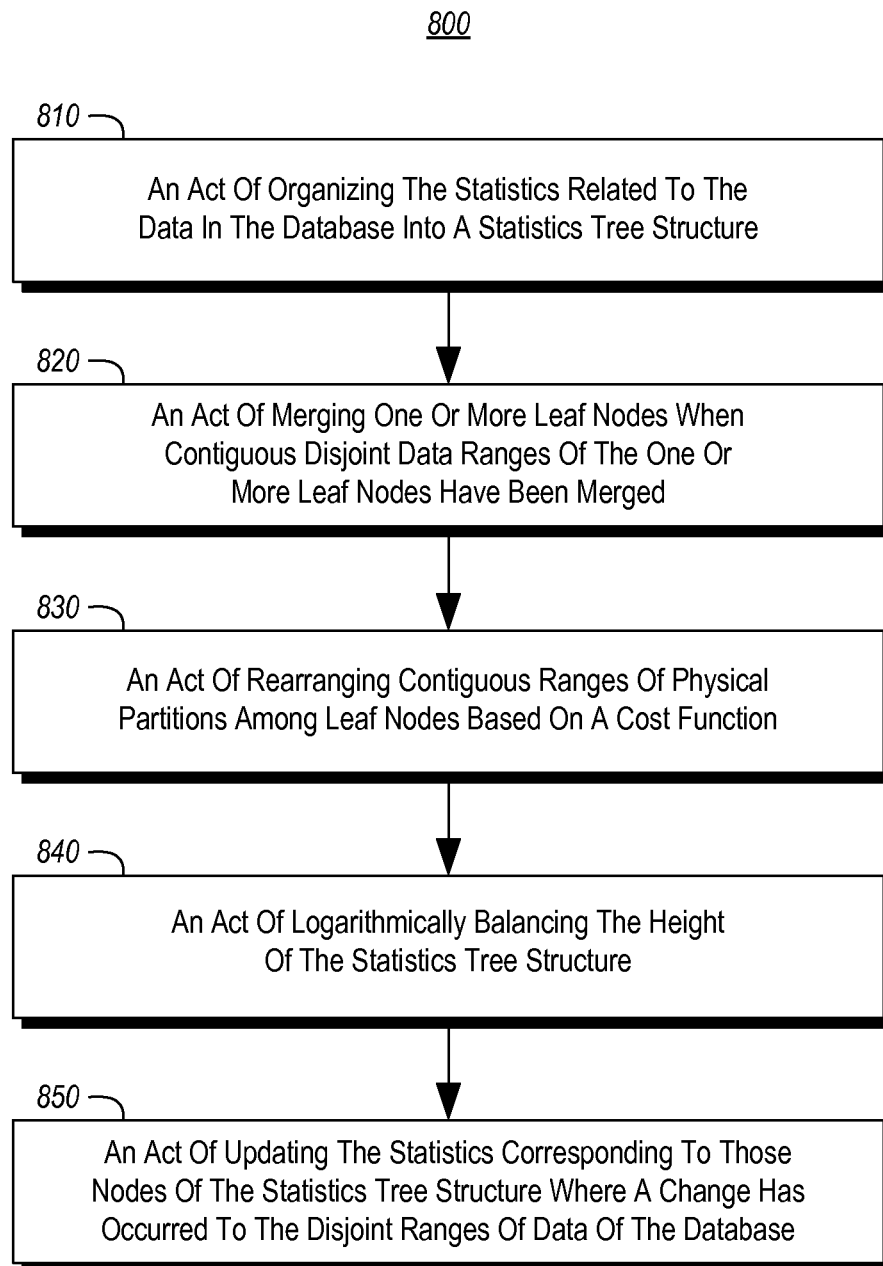 800
810
An Act Of Organizing The Statistics Related To The
Data In The Database Into A Statistics Tree Structure
820
An Act Of Merging One Or More Leaf Nodes When
Contiguous Disjoint Data Ranges Of The One Or
More Leaf Nodes Have Been Merged
830
An Act Of Rearranging Contiguous Ranges Of Physical
Partitions Among Leaf Nodes Based On A Cost Function
840
An Act Of Logarithmically Balancing The Height
Of The Statistics Tree Structure
850
An Act Of Updating The Statistics Corresponding To Those
Nodes Of The Statistics Tree Structure Where A Change Has
Occurred To The Disjoint Ranges Of Data Of The Database